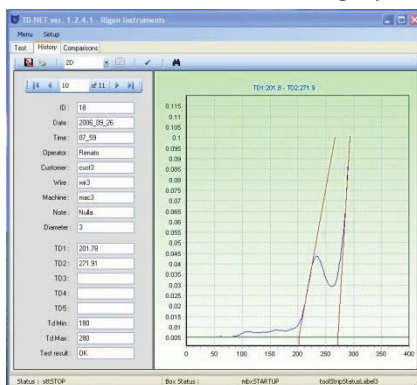 TD-NET ver. 1.2.4.1 - Rigon Instruments
Menu Setup
Test History Comparisons
2D
10 of 11
ID : 18
Date : 2006_09_26
Time : 07_59
Operator : Renato
Customer : cust3
Wire : wir3
Machine : mac3
Note : Nulla
Diameter : 3
TD1 : 201.78
TD2 : 271.91
TD3 :
TD4 :
TD5 :
Td Min : 180
Td Max : 280
Test result : OK
TD1:201.8 - TD2:271.9
0.115
0.11
0.105
0.1
0.095
0.09
0.085
0.08
0.075
0.07
0.065
0.06
0.055
0.05
0.045
0.04
0.035
0.03
0.025
0.02
0.015
0.01
0.005
0 50 100 150 200 250 300 350 400
Status : sttSTOP Box Status : mbxSTARTUP toolStripStatusLabel3